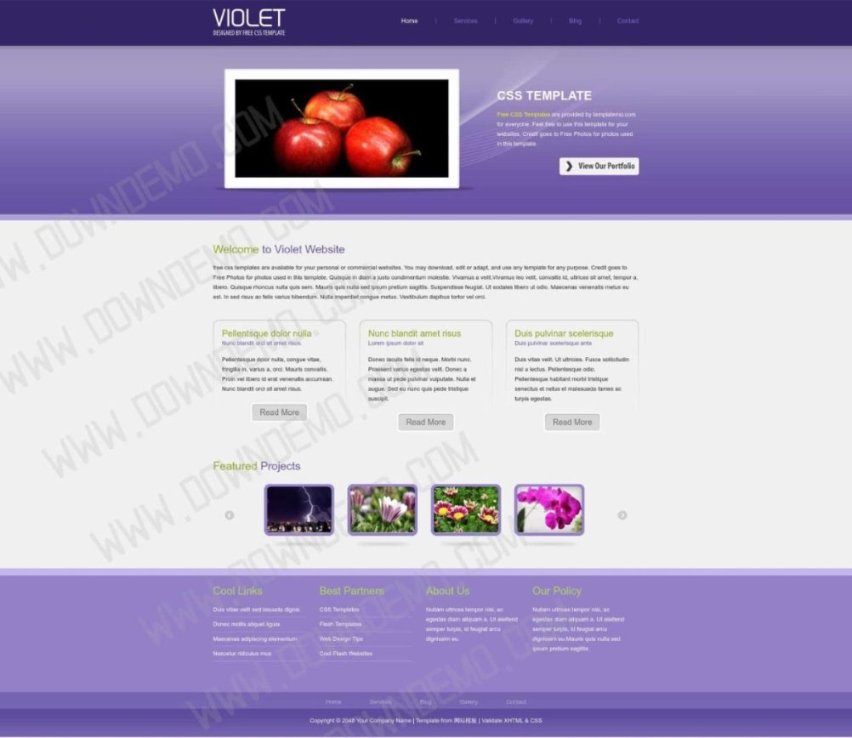 VIOLET
DESIGNED BY FREE CSS TEMPLATE
Home | Services | Gallery | Blog | Contact
CSS TEMPLATE
Free CSS Templates are provided by templatemo.com
for everyone. Feel free to use this template for your
websites. Credit goes to Free Photos for photos used
in this template.
View Our Portfolio
Welcome to Violet Website
free css templates are available for your personal or commercial websites. You may download, edit or adapt, and use any template for any purpose. Credit goes to
Free Photos for photos used in this template. Quisque in diam a justo condimentum molestie. Vivamus a velit.Vivamus leo velit, convallis id, ultrices sit amet, tempor a,
libero. Quisque rhoncus nulla quis sem. Mauris quis nulla sed ipsum pretium sagittis. Suspendisse feugiat. Ut sodales libero ut odio. Maecenas venenatis metus eu
est. In sed risus ac felis varius bibendum. Nulla imperdiet congue metus. Vestibulum dapibus tortor vel orci.
Pellentsque dolor nulla
Nunc blandit orci sit amet risus
Pellentesque dolor nulla, congue vitae,
fringilla in, varius a, orci. Mauris convallis.
Proin vel libero id erat venenatis accumsan.
Nunc blandit orci sit amet risus.
Read More
Nunc blandit amet risus
Lorem ipsum dolor sit
Donec iaculis felis id neque. Morbi nunc.
Praesent varius egestas velit. Donec a
massa ut pede pulvinar vulputate. Nulla et
augue. Sed eu nunc quis pede tristique
suscipit.
Read More
Duis pulvinar scelerisque
Duis pulvinar scelerisque ante
Duis vitae velit. Ut ultricies. Fusce sollicitudin
nisl a lectus. Pellentesque odio.
Pellentesque habitant morbi tristique
senectus et netus et malesuada fames ac
turpis egestas.
Read More
Featured Projects
Cool Links
Duis vitae velit sed lassada digna
Donec mollis aliquet ligula
Maecenas adipiscing elementum
Nascetur ridiculus mus
Best Partners
CSS Templates
Flash Templates
Web Design Tips
Cool Flash Websites
About Us
Nullam ultrices tempor nisi, ac
egestas diam aliquam a. Ut eleifend
semper turpis, id feugiat arcu
dignissim eu.
Our Policy
Nullam ultrices tempor nisi, ac
egestas diam aliquam a. Ut eleifend
semper turpis, id feugiat arcu
dignissim eu.Mauris quis nulla sed
ipsum pretium sagittis
Home Services Blog Gallery Contact
Copyright © 2048 Your Company Name | Template from 网站模板 | Validate XHTML & CSS
WWW.DOWNDEMO.COM
WWW.DOWNDEMO.COM
WWW.DOWNDEMO.COM
WWW.DOWNDEMO.COM
WWW.DOWNDEMO.COM